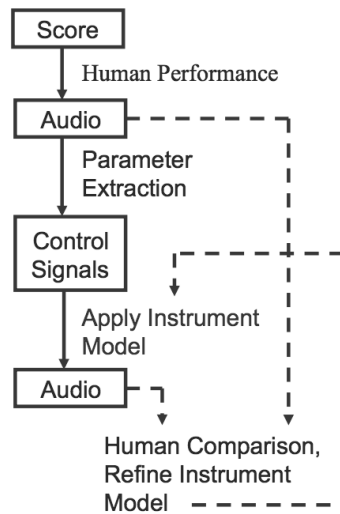 Score
Human Performance
Audio
Parameter
Extraction
Control
Signals
Apply Instrument
Model
Audio
Human Comparison,
Refine Instrument
Model